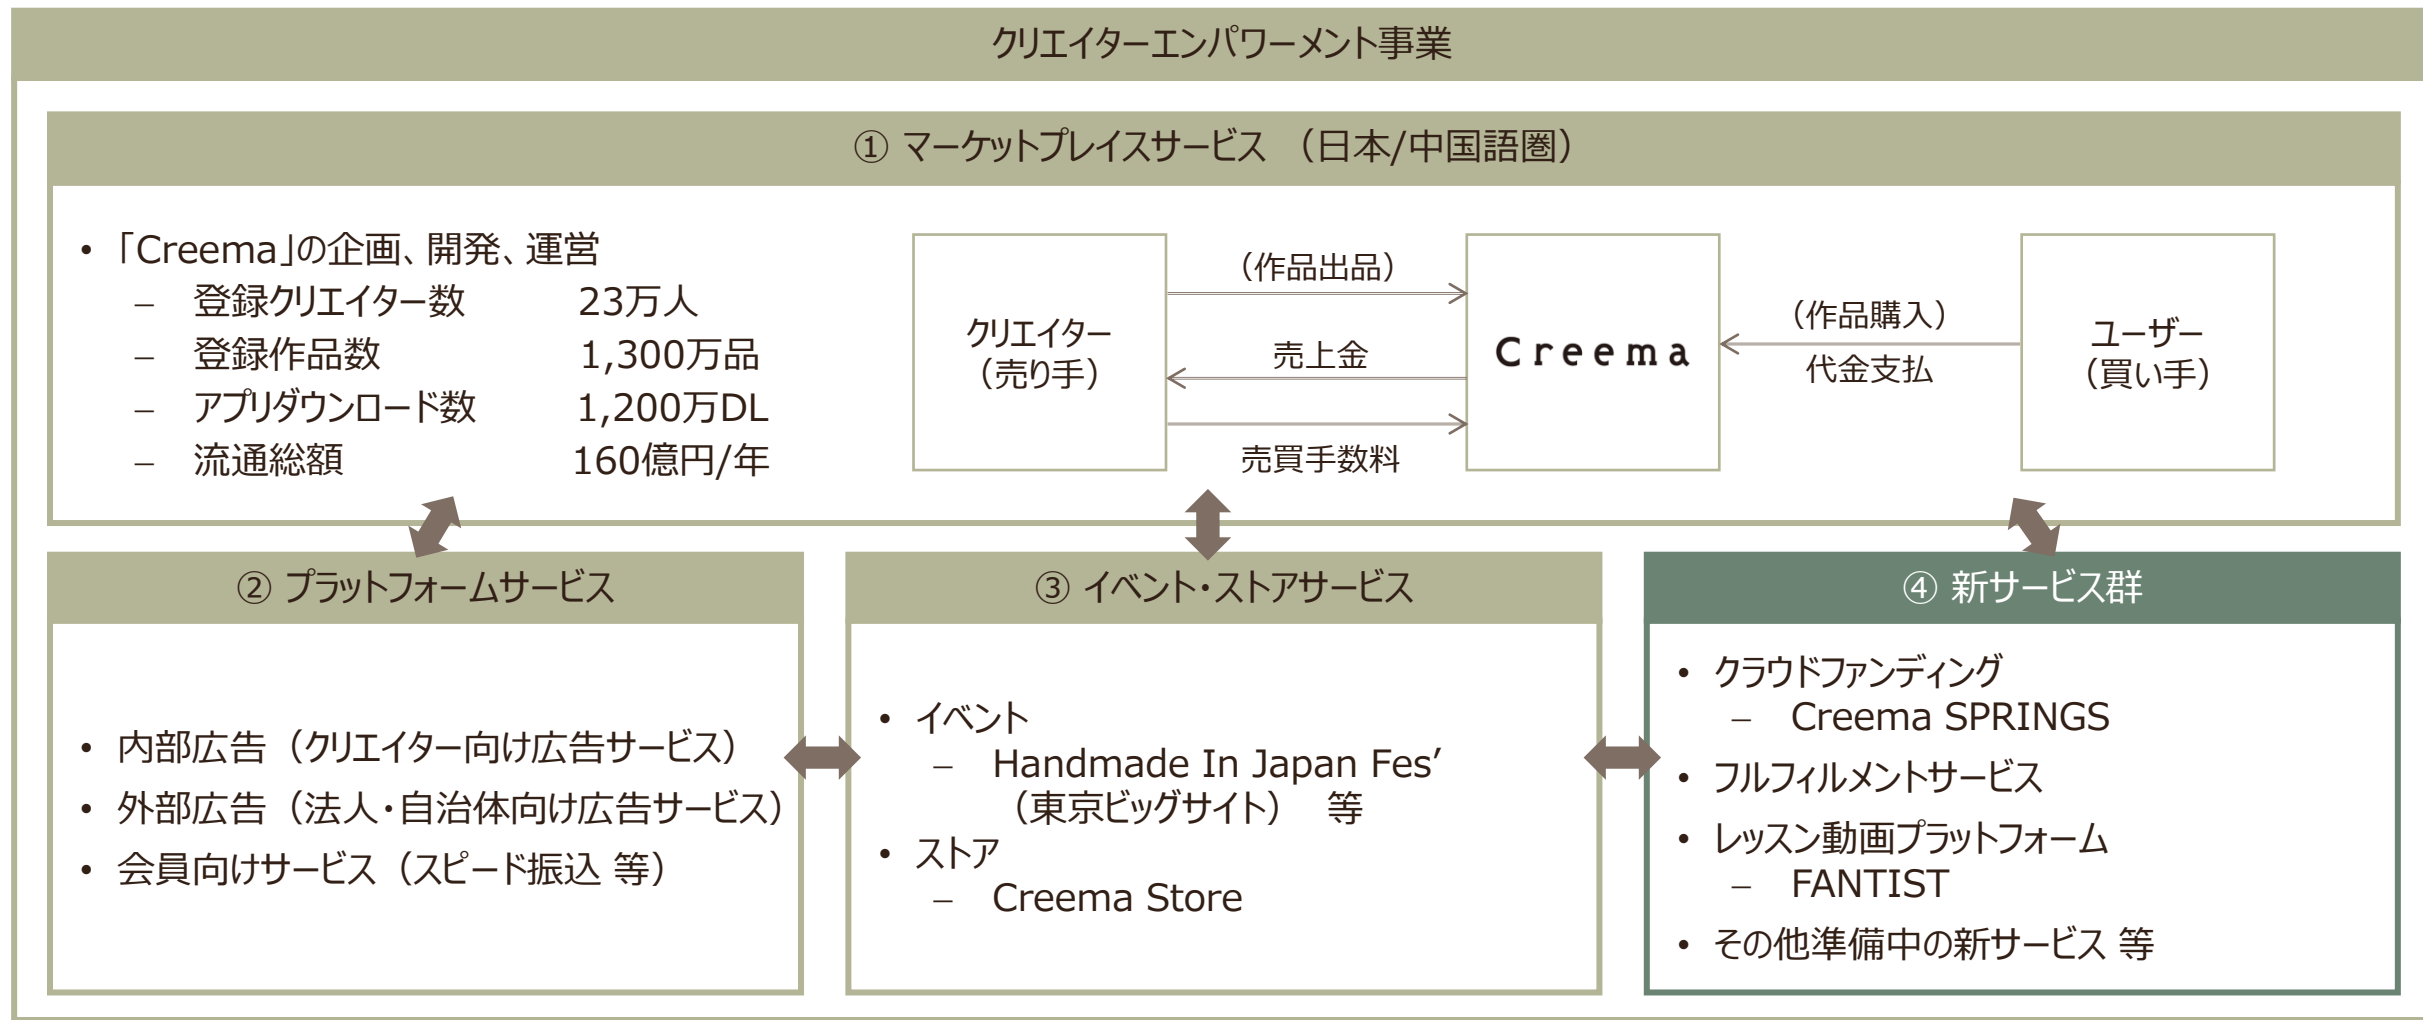 クリエイターエンパワーメント事業
① マーケットプレイスサービス （日本/中国語圏）
• 「Creema」の企画、開発、運営
– 登録クリエイター数 23万人
– 登録作品数 1,300万品
– アプリダウンロード数 1,200万DL
– 流通総額 160億円/年
クリエイター
（売り手）
（作品出品）
売上金
売買手数料
Creema
（作品購入）
代金支払
ユーザー
（買い手）
② プラットフォームサービス
• 内部広告（クリエイター向け広告サービス）
• 外部広告（法人・自治体向け広告サービス）
• 会員向けサービス（スピード振込 等）
③ イベント・ストアサービス
• イベント
– Handmade In Japan Fes’
（東京ビッグサイト） 等
• ストア
– Creema Store
④ 新サービス群
• クラウドファンディング
– Creema SPRINGS
• フルフィルメントサービス
• レッスン動画プラットフォーム
– FANTIST
• その他準備中の新サービス 等